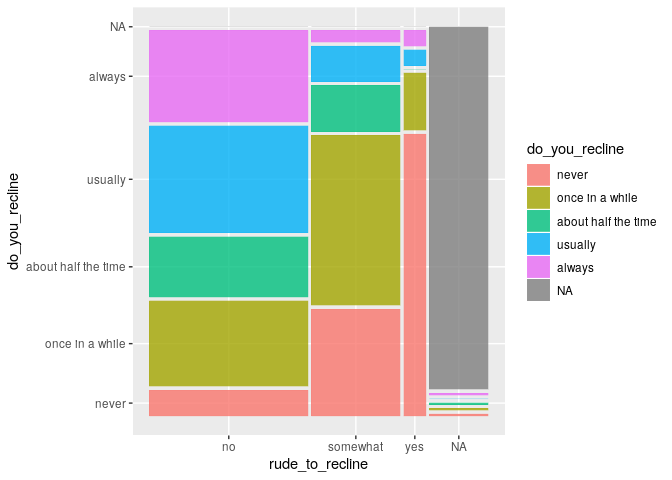 do_you_recline
NA
always
usually
about half the time
once in a while
never
no
somewhat
yes
NA
rude_to_recline
do_you_recline
never
once in a while
about half the time
usually
always
NA